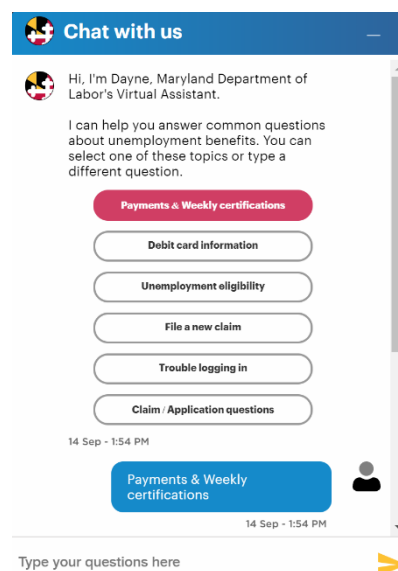 Chat with us
Hi, I'm Dayne, Maryland Department of
Labor's Virtual Assistant.
I can help you answer common questions
about unemployment benefits. You can
select one of these topics or type a
different question.
Payments & Weekly certifications
Debit card information
Unemployment eligibility
File a new claim
Trouble logging in
Claim / Application questions
14 Sep - 1:54 PM
Payments & Weekly
certifications
14 Sep - 1:54 PM
Type your questions here